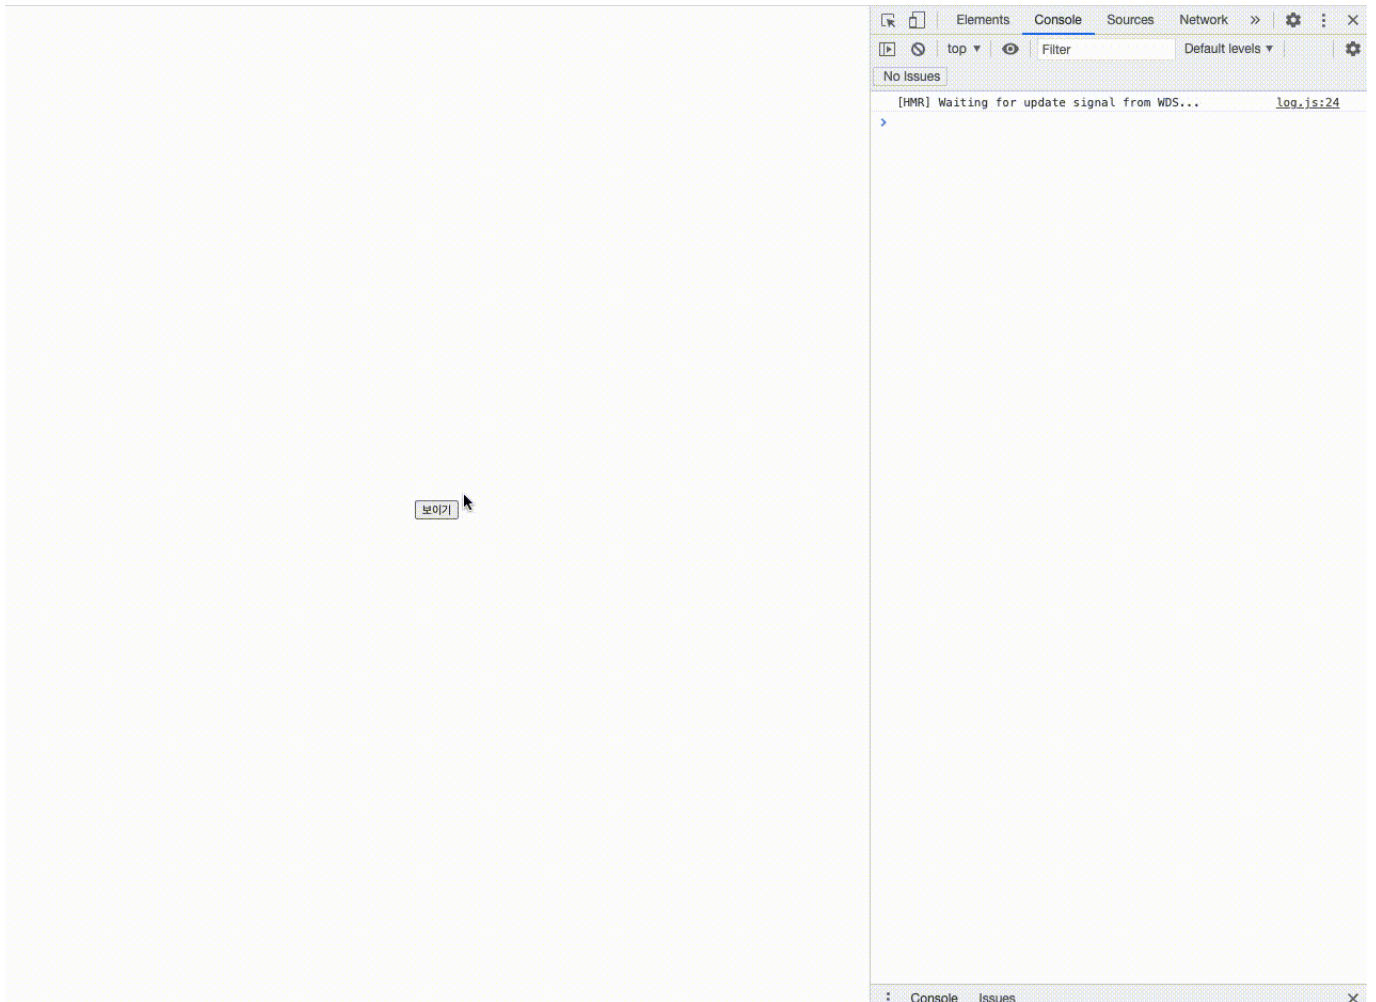 Elements Console Sources Network
top Filter Default levels
No Issues
[HMR] Waiting for update signal from WDS... log.js:24
보이기
Console Issues